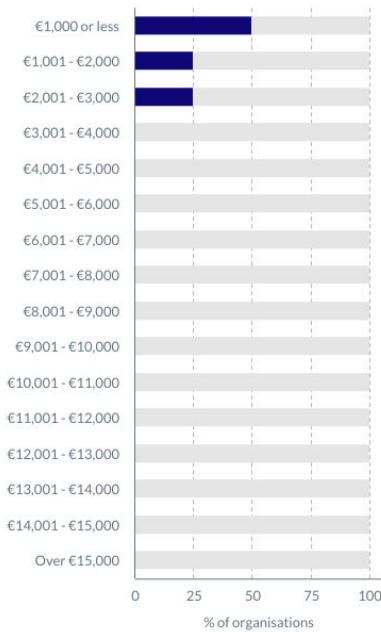 €1,000 or less
€1,001 - €2,000
€2,001 - €3,000
€3,001 - €4,000
€4,001 - €5,000
€5,001 - €6,000
€6,001 - €7,000
€7,001 - €8,000
€8,001 - €9,000
€9,001 - €10,000
€10,001 - €11,000
€11,001 - €12,000
€12,001 - €13,000
€13,001 - €14,000
€14,001 - €15,000
Over €15,000
0 25 50 75 100
% of organisations